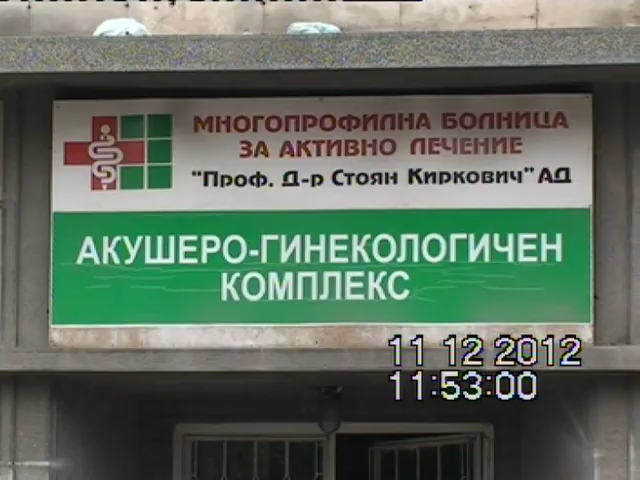 МНОГОПРОФИЛНА БОЛНИЦА
ЗА АКТИВНО ЛЕЧЕНИЕ
"Проф. Д-р Стоян Киркович" АД
АКУШЕРО-ГИНЕКОЛОГИЧЕН
КОМПЛЕКС
11 12 2012
11:53:00